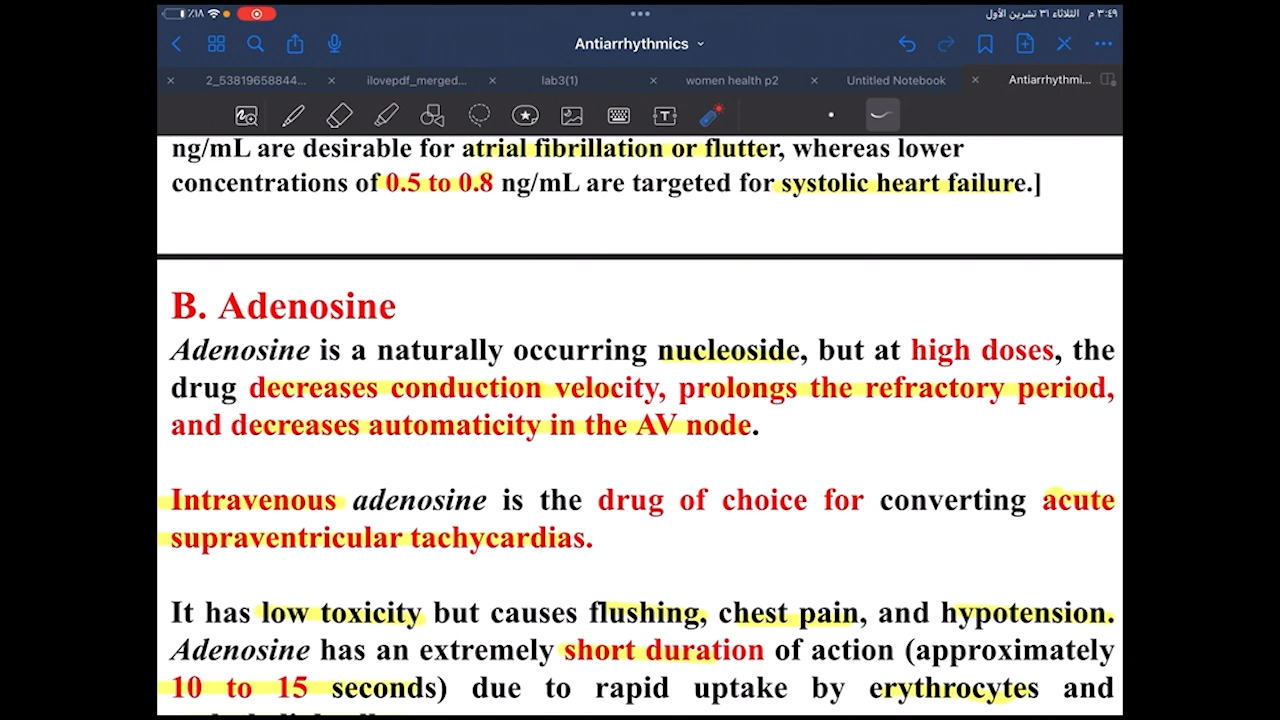 ٪١٨
٣:٤٩ م الثلاثاء ٣١ تشرين الأول
Antiarrhythmics
2_53819658844...
ilovepdf_merged...
lab3(1)
women health p2
Untitled Notebook
Antiarrhythmi...
ng/mL are desirable for atrial fibrillation or flutter, whereas lower
concentrations of 0.5 to 0.8 ng/mL are targeted for systolic heart failure.]
B. Adenosine
Adenosine is a naturally occurring nucleoside, but at high doses, the
drug decreases conduction velocity, prolongs the refractory period,
and decreases automaticity in the AV node.
Intravenous adenosine is the drug of choice for converting acute
supraventricular tachycardias.
It has low toxicity but causes flushing, chest pain, and hypotension.
Adenosine has an extremely short duration of action (approximately
10 to 15 seconds) due to rapid uptake by erythrocytes and